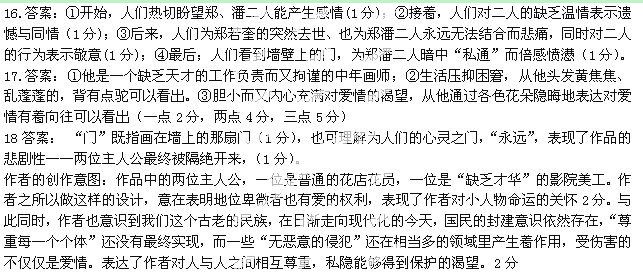 16.答案：①开始，人们热切盼望郑、潘二人能产生感情(1分)；②接着，人们对二人的缺乏温情表示遗
憾与同情（1分)；③后来，人们为郑若奎的突然去世、也为郑潘二人永远无法结合而悲痛，同时对二人
的行为表示敬意(1分)；④最后；人们看到墙壁上的门，为郑潘二人暗中“私通”而倍感愤懑（1分）。
17.答案：①他是一个缺乏天才的工作负责而又拘谨的中年画师；②生活压抑困窘，从他头发黄焦焦、
乱蓬蓬的，背有点驼可以看出。③胆小而又内心充满对爱情的渴望，从他通过各色花朵隐晦地表达对爱
情有着向往可以看出（一点2分，两点4分，三点5分）
18答案： “门”既指画在墙上的那扇门（1分），也可理解为人们的心灵之门，“永远”，表现了作品的
悲剧性——两位主人公最终被隔绝开来，（1分）。
作者的创作意图：作品中的两位主人公，一位是普通的花店花员，一位是“缺乏才华”的影院美工。作
者之所以做这样的设计，意在表明地位卑微者也有爱的权利，表现了作者对小人物命运的关怀2分。与
此同时，作者也意识到我们这个古老的民族，在日渐走向现代化的今天，国民的封建意识依然存在，“尊
重每一个个体”还没有最终实现，而一些“无恶意的侵犯”还在相当多的领域里产生着作用，受伤害的
不仅仅是爱情。表达了作者对人与人之间相互尊重，私隐能够得到保护的渴望。2分